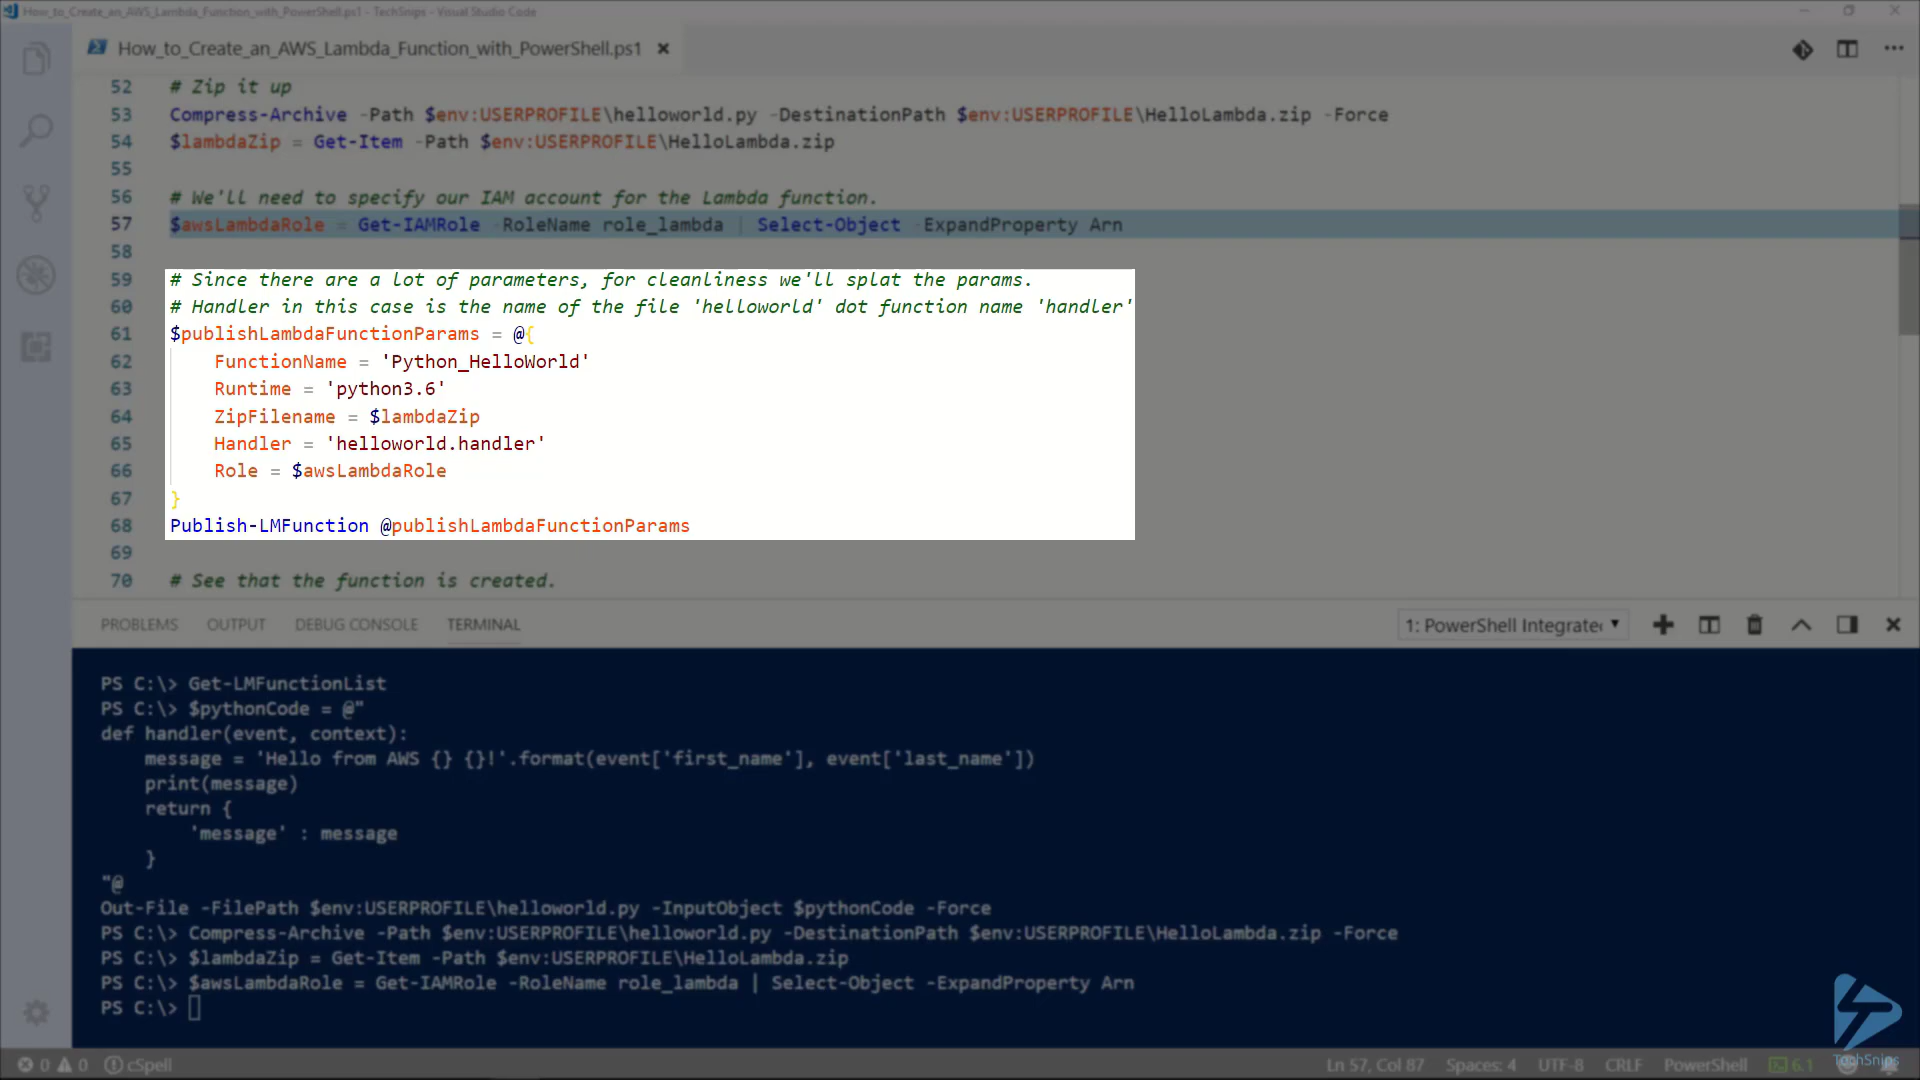 How_to_Create_an_AWS_Lambda_Function_with_PowerShell.ps1 - TechSnips - Visual Studio Code
How_to_Create_an_AWS_Lambda_Function_with_PowerShell.ps1
52 # Zip it up
53 Compress-Archive -Path $env:USERPROFILE\helloworld.py -DestinationPath $env:USERPROFILE\HelloLambda.zip -Force
54 $lambdaZip = Get-Item -Path $env:USERPROFILE\HelloLambda.zip
55
56 # We'll need to specify our IAM account for the Lambda function.
57 $awsLambdaRole = Get-IAMRole -RoleName role_lambda | Select-Object -ExpandProperty Arn
58
59 # Since there are a lot of parameters, for cleanliness we'll splat the params.
60 # Handler in this case is the name of the file 'helloworld' dot function name 'handler'
61 $publishLambdaFunctionParams = @{
62     FunctionName = 'Python_HelloWorld'
63     Runtime = 'python3.6'
64     ZipFilename = $lambdaZip
65     Handler = 'helloworld.handler'
66     Role = $awsLambdaRole
67 }
68 Publish-LMFunction @publishLambdaFunctionParams
69
70 # See that the function is created.
PROBLEMS OUTPUT DEBUG CONSOLE TERMINAL 1: PowerShell Integrate
PS C:\> Get-LMFunctionList
PS C:\> $pythonCode = @"
def handler(event, context):
    message = 'Hello from AWS {} {}!'.format(event['first_name'], event['last_name'])
    print(message)
    return {
        'message' : message
    }
"@
Out-File -FilePath $env:USERPROFILE\helloworld.py -InputObject $pythonCode -Force
PS C:\> Compress-Archive -Path $env:USERPROFILE\helloworld.py -DestinationPath $env:USERPROFILE\HelloLambda.zip -Force
PS C:\> $lambdaZip = Get-Item -Path $env:USERPROFILE\HelloLambda.zip
PS C:\> $awsLambdaRole = Get-IAMRole -RoleName role_lambda | Select-Object -ExpandProperty Arn
PS C:\>
TechSnips
0 0 cSpell Ln 57, Col 87 Spaces: 4 UTF-8 CRLF PowerShell 6.1